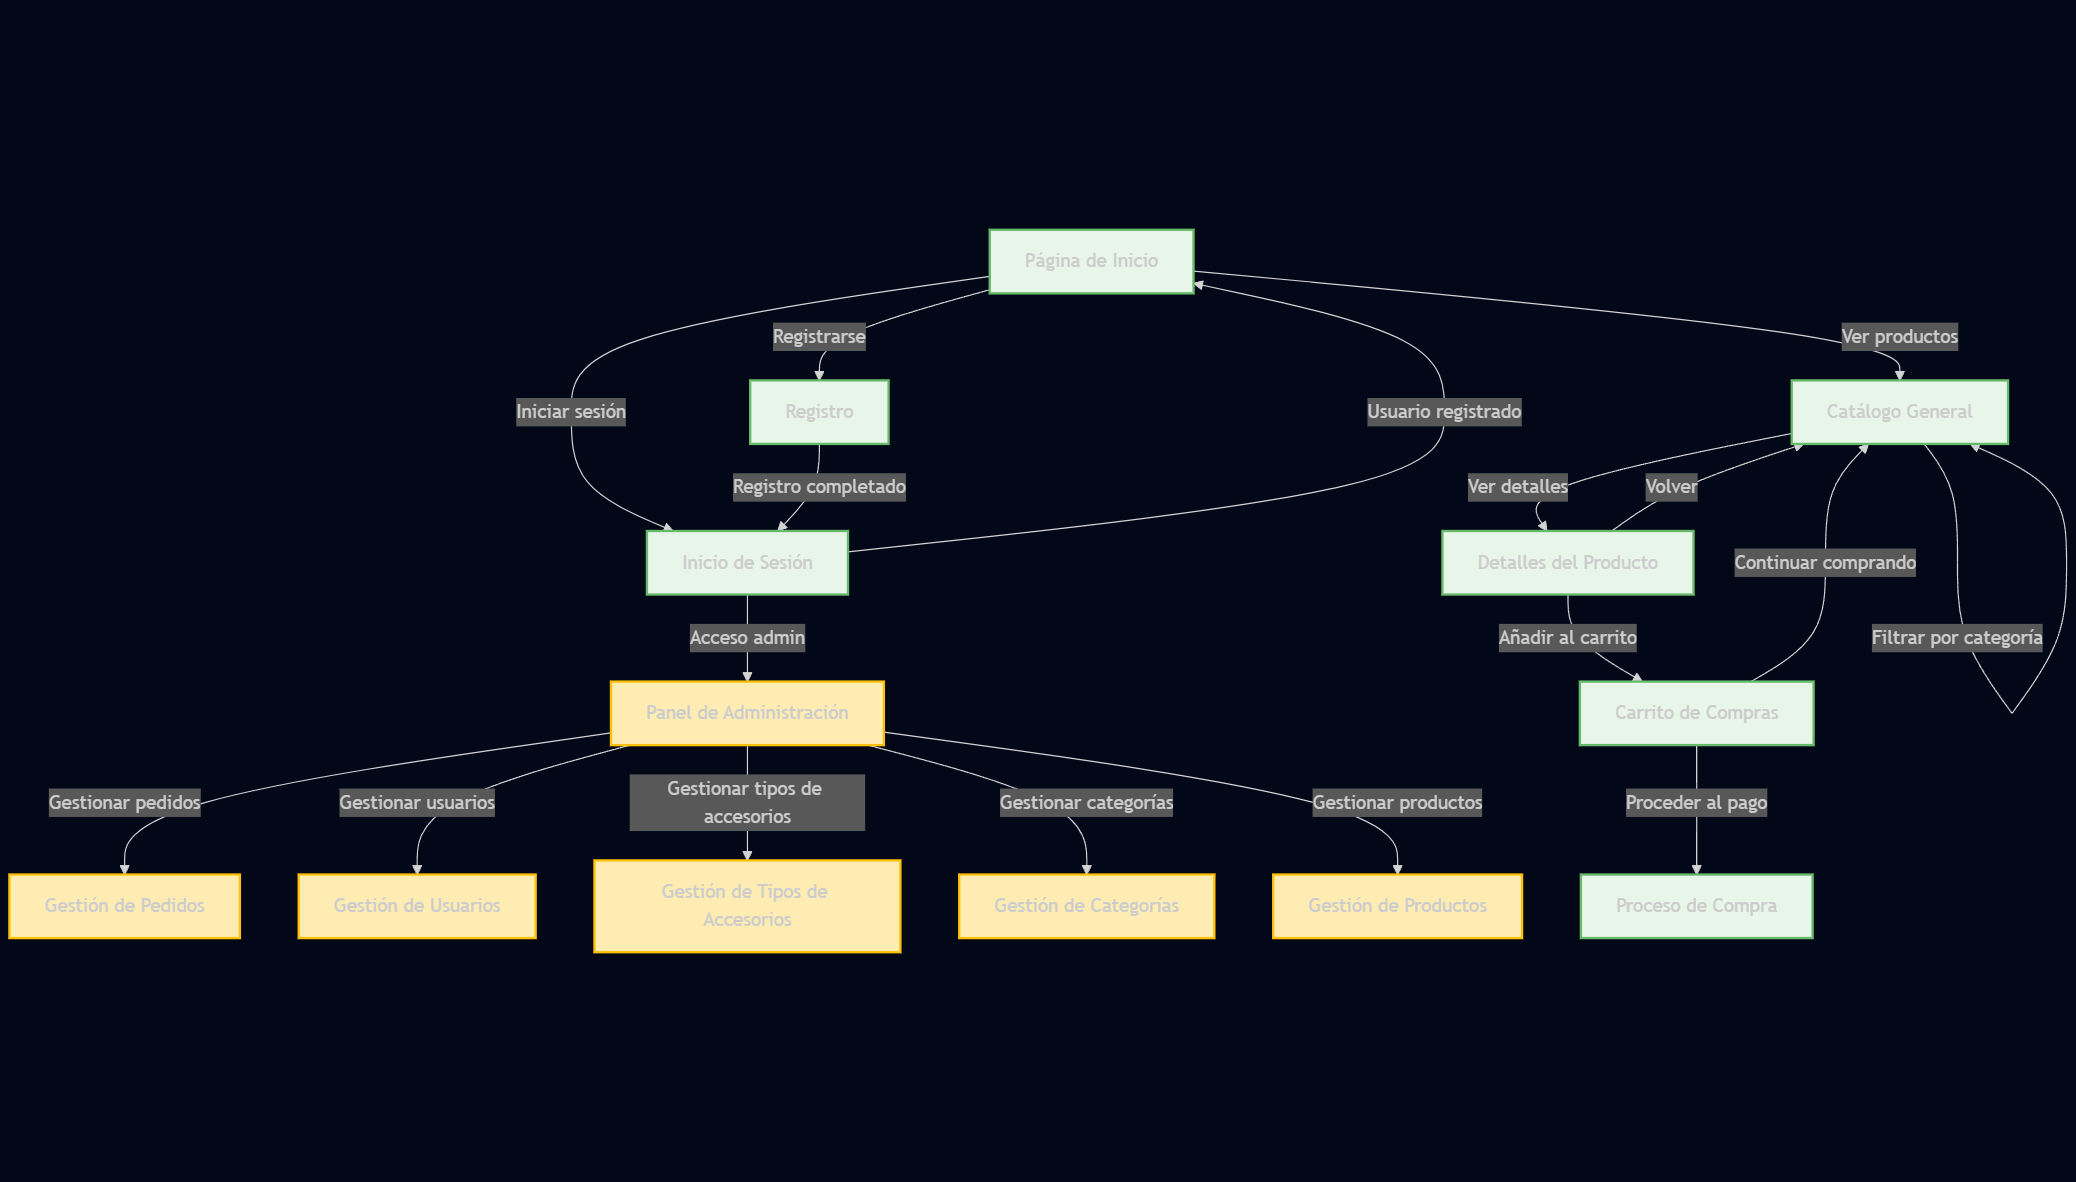 Página de Inicio
Registrarse
Ver productos
Iniciar sesión
Registro
Usuario registrado
Catálogo General
Registro completado
Ver detalles
Volver
Inicio de Sesión
Detalles del Producto
Continuar comprando
Acceso admin
Añadir al carrito
Filtrar por categoría
Panel de Administración
Carrito de Compras
Gestionar pedidos
Gestionar usuarios
Gestionar tipos de
accesorios
Gestionar categorías
Gestionar productos
Proceder al pago
Gestión de Pedidos
Gestión de Usuarios
Gestión de Tipos de
Accesorios
Gestión de Categorías
Gestión de Productos
Proceso de Compra